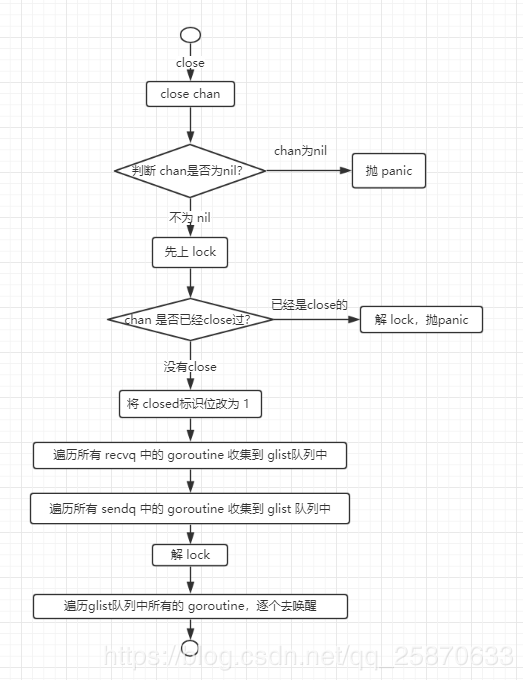 close
close chan
chan为nil
判断 chan是否为nil?
抛 panic
不为 nil
先上 lock
已经是close的
chan 是否已经close过?
解 lock，抛panic
没有close
将 closed标识位改为 1
遍历所有 recvq 中的 goroutine 收集到 glist队列中
遍历所有 sendq 中的 goroutine 收集到 glist 队列中
解 lock
遍历glist队列中所有的 goroutine，逐个去唤醒
https://blog.csdn.net/qq_25870633